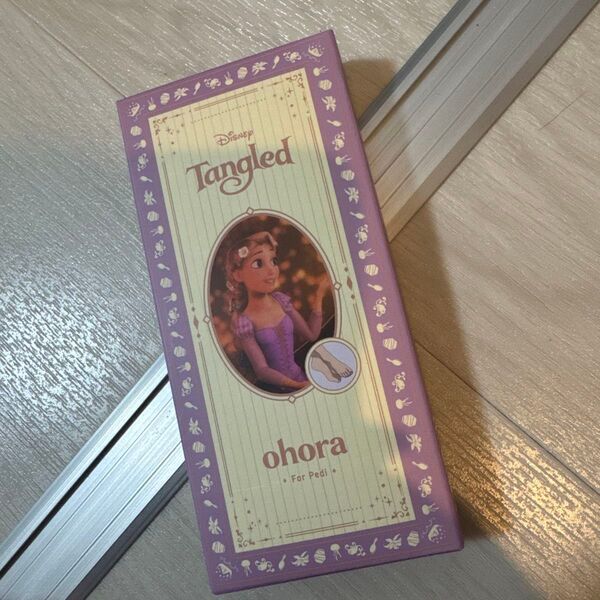 Disney
Tangled
ohora
• For Pedi •